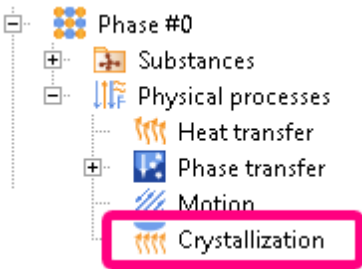 Phase #0
Substances
Physical processes
Heat transfer
Phase transfer
Motion
Crystallization